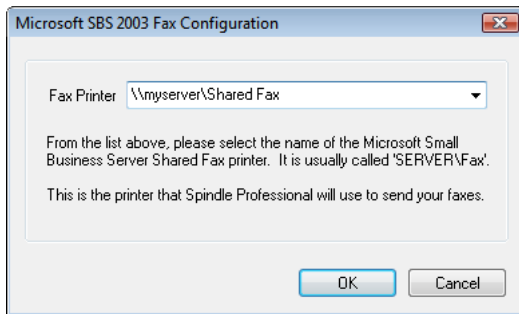 Microsoft SBS 2003 Fax Configuration
Fax Printer \\myserver\Shared Fax
From the list above, please select the name of the Microsoft Small
Business Server Shared Fax printer. It is usually called 'SERVER\Fax'.
This is the printer that Spindle Professional will use to send your faxes.
OK Cancel